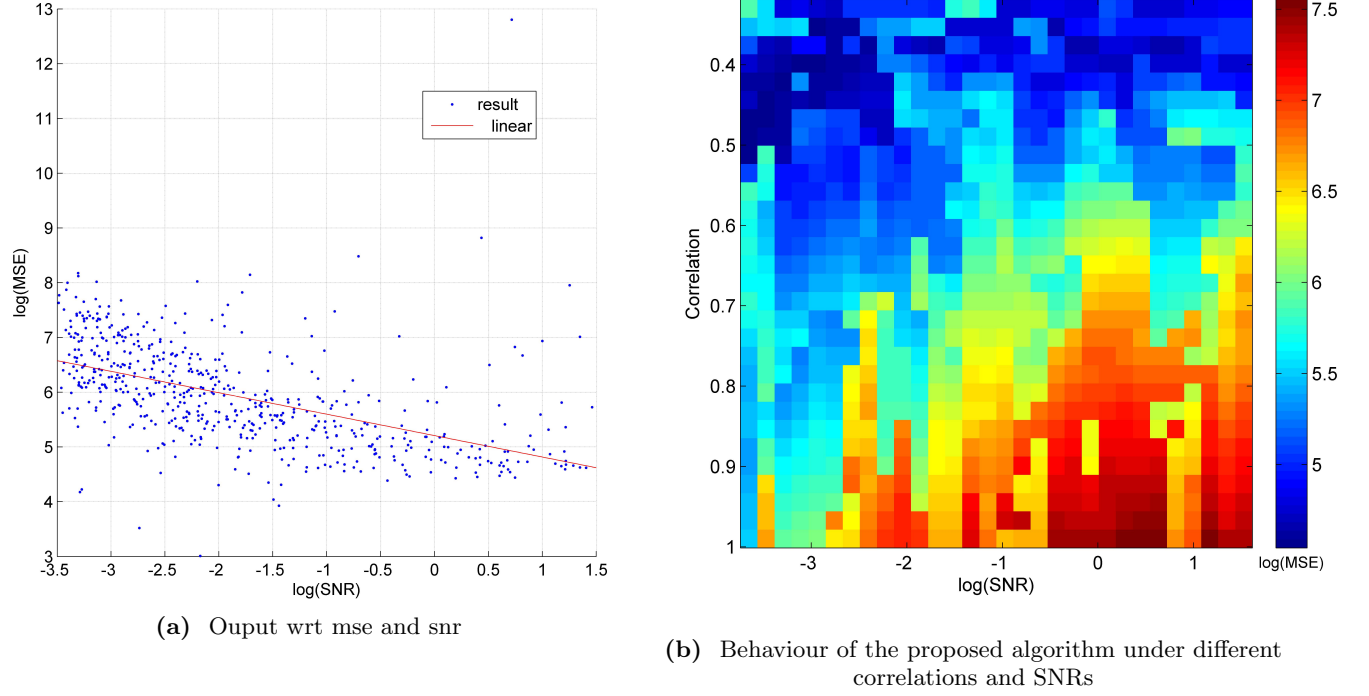 13
12
11
10
9
8
7
6
5
4
3
log(MSE)
result
linear
-3.5 -3 -2.5 -2 -1.5 -1 -0.5 0 0.5 1 1.5
log(SNR)
(a) Ouput wrt mse and snr
0.4
0.5
0.6
0.7
0.8
0.9
1
Correlation
-3 -2 -1 0 1
log(SNR)
7.5
7
6.5
6
5.5
5
log(MSE)
(b) Behaviour of the proposed algorithm under different
correlations and SNRs